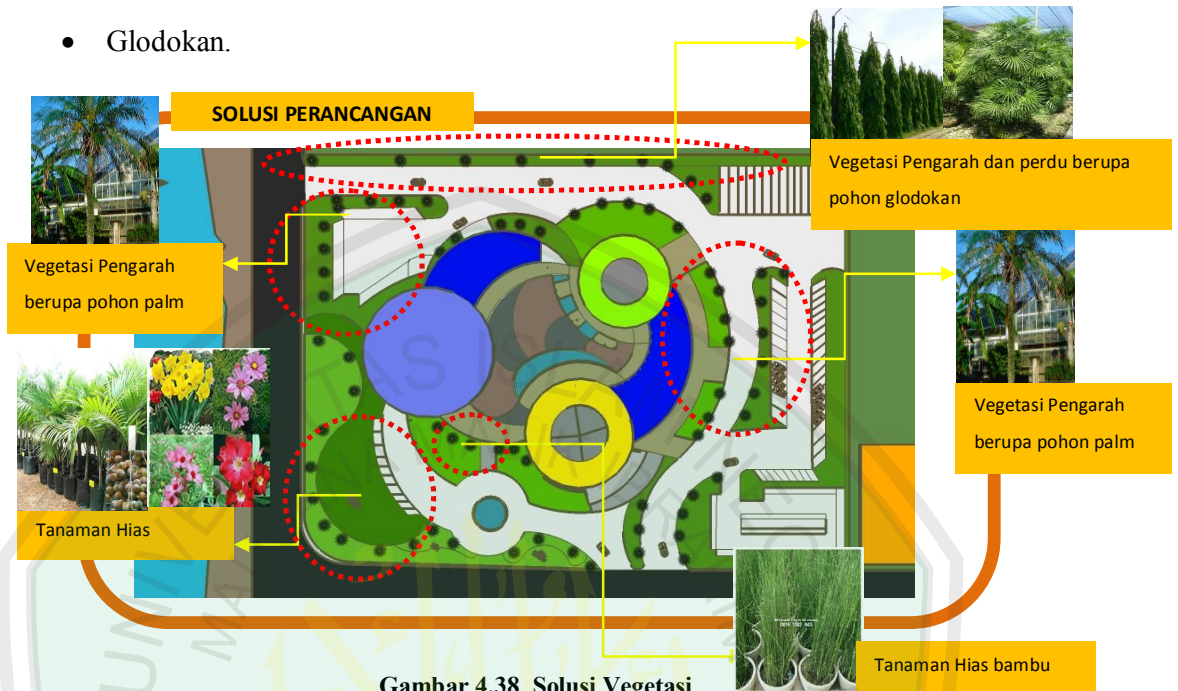 • Glodokan.
SOLUSI PERANCANGAN
Vegetasi Pengarah dan perdu berupa
pohon glodokan
Vegetasi Pengarah
berupa pohon palm
Vegetasi Pengarah
berupa pohon palm
Tanaman Hias
Tanaman Hias bambu
Gambar 4.38 Solusi Vegetasi